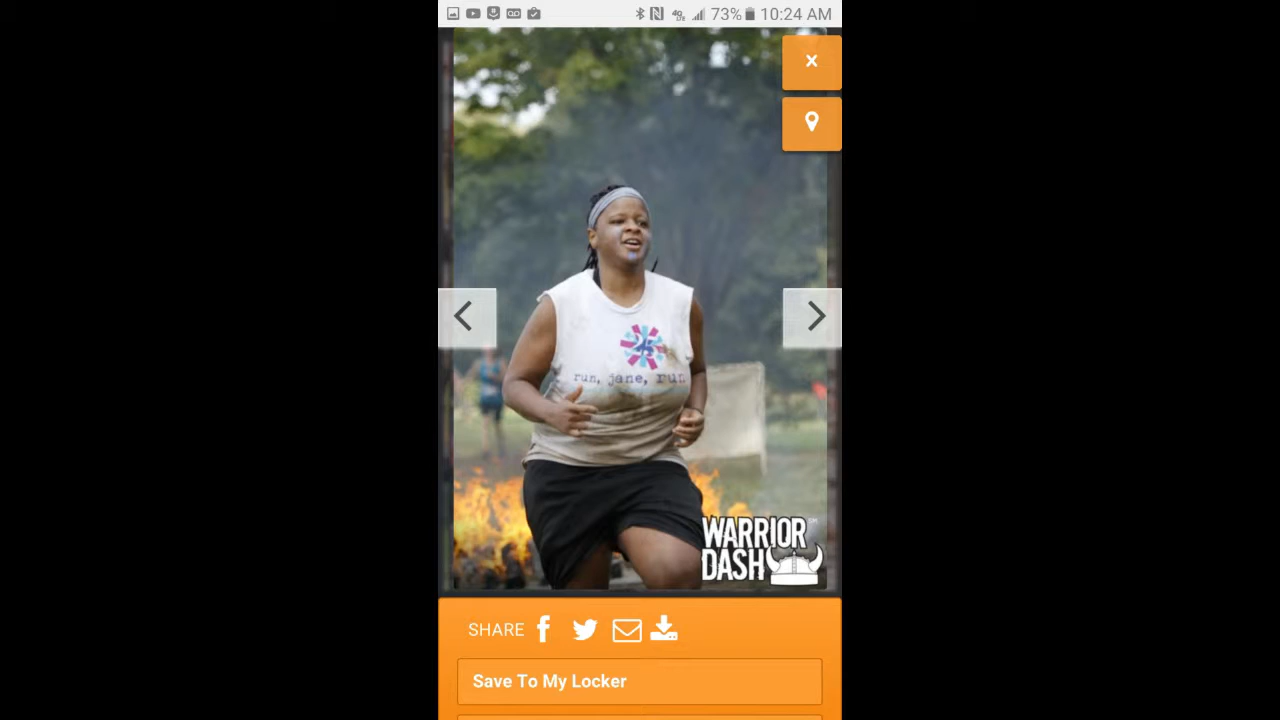 73% 10:24 AM
run, jane, run
WARRIOR
DASH
SHARE
Save To My Locker